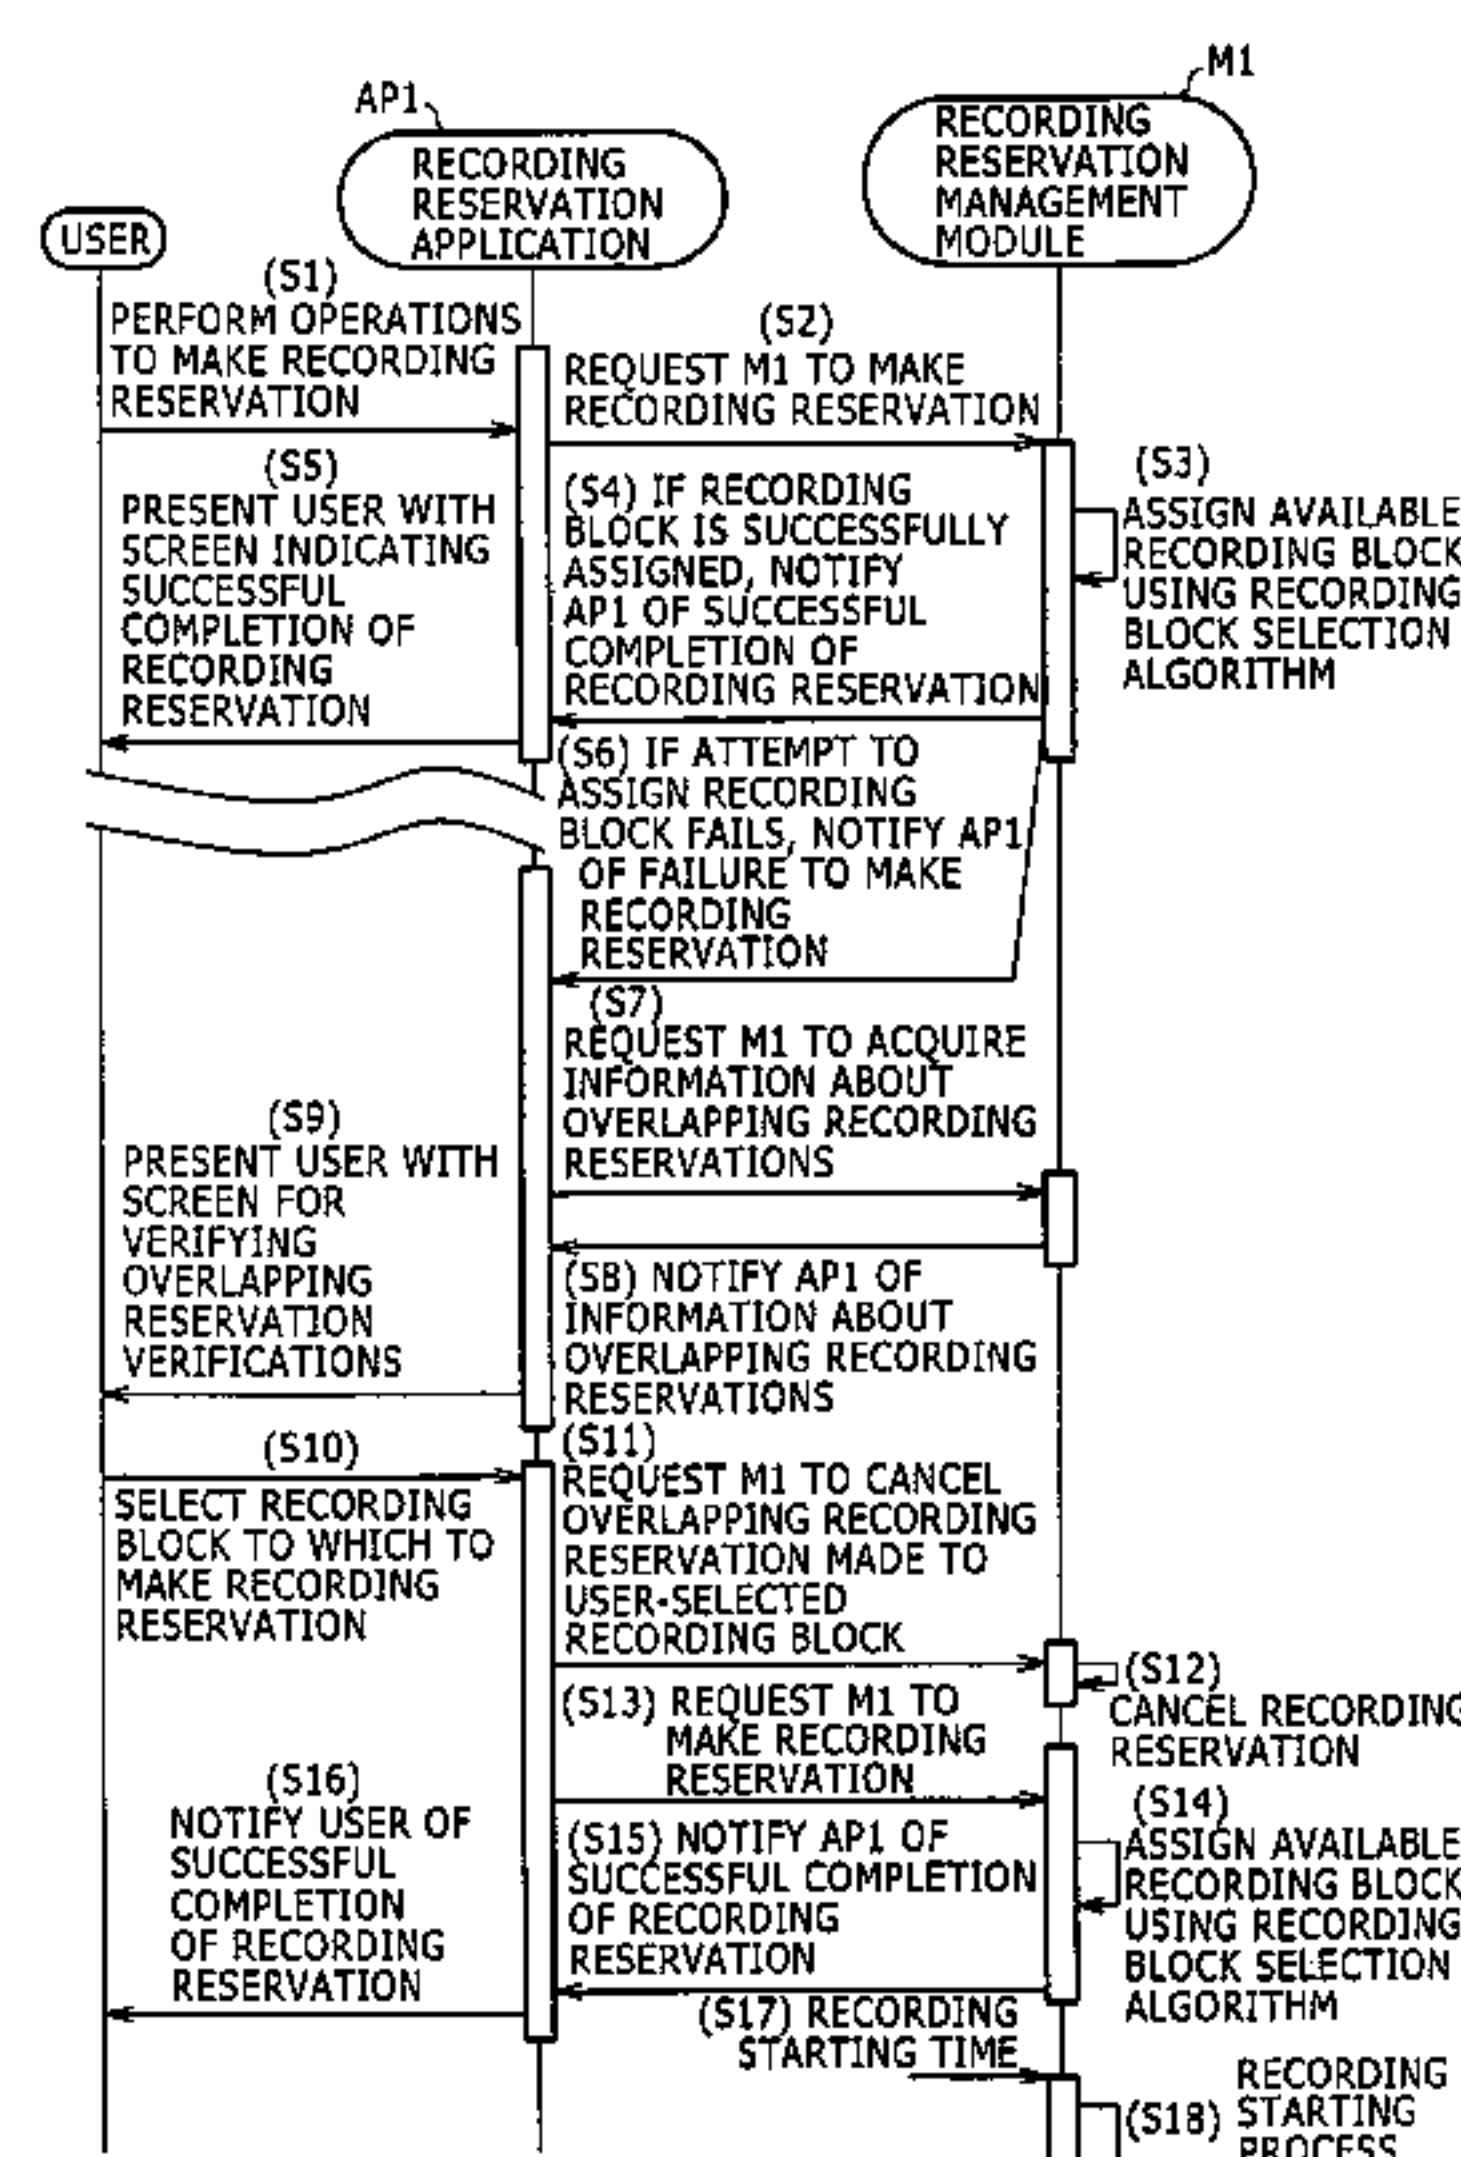 M1
AP1
RECORDING
RESERVATION
MANAGEMENT
MODULE
RECORDING
RESERVATION
APPLICATION
USER
(S1)
PERFORM OPERATIONS
TO MAKE RECORDING
RESERVATION
(S2)
REQUEST M1 TO MAKE
RECORDING RESERVATION
(S3)
ASSIGN AVAILABLE
RECORDING BLOCK
USING RECORDING
BLOCK SELECTION
ALGORITHM
(S4) IF RECORDING
BLOCK IS SUCCESSFULLY
ASSIGNED, NOTIFY
AP1 OF SUCCESSFUL
COMPLETION OF
RECORDING RESERVATION
(S5)
PRESENT USER WITH
SCREEN INDICATING
SUCCESSFUL
COMPLETION OF
RECORDING
RESERVATION
(S6) IF ATTEMPT TO
ASSIGN RECORDING
BLOCK FAILS, NOTIFY AP1
OF FAILURE TO MAKE
RECORDING
RESERVATION
(S7)
REQUEST M1 TO ACQUIRE
INFORMATION ABOUT
OVERLAPPING RECORDING
RESERVATIONS
(S8) NOTIFY AP1 OF
INFORMATION ABOUT
OVERLAPPING RECORDING
RESERVATIONS
(S9)
PRESENT USER WITH
SCREEN FOR
VERIFYING
OVERLAPPING
RESERVATION
VERIFICATIONS
(S10)
SELECT RECORDING
BLOCK TO WHICH TO
MAKE RECORDING
RESERVATION
(S11)
REQUEST M1 TO CANCEL
OVERLAPPING RECORDING
RESERVATION MADE TO
USER-SELECTED
RECORDING BLOCK
(S12)
CANCEL RECORDING
RESERVATION
(S13) REQUEST M1 TO
MAKE RECORDING
RESERVATION
(S14)
ASSIGN AVAILABLE
RECORDING BLOCK
USING RECORDING
BLOCK SELECTION
ALGORITHM
(S15) NOTIFY AP1 OF
SUCCESSFUL COMPLETION
OF RECORDING
RESERVATION
(S16)
NOTIFY USER OF
SUCCESSFUL
COMPLETION
OF RECORDING
RESERVATION
(S17) RECORDING
STARTING TIME
RECORDING
(S18) STARTING
PROCESS